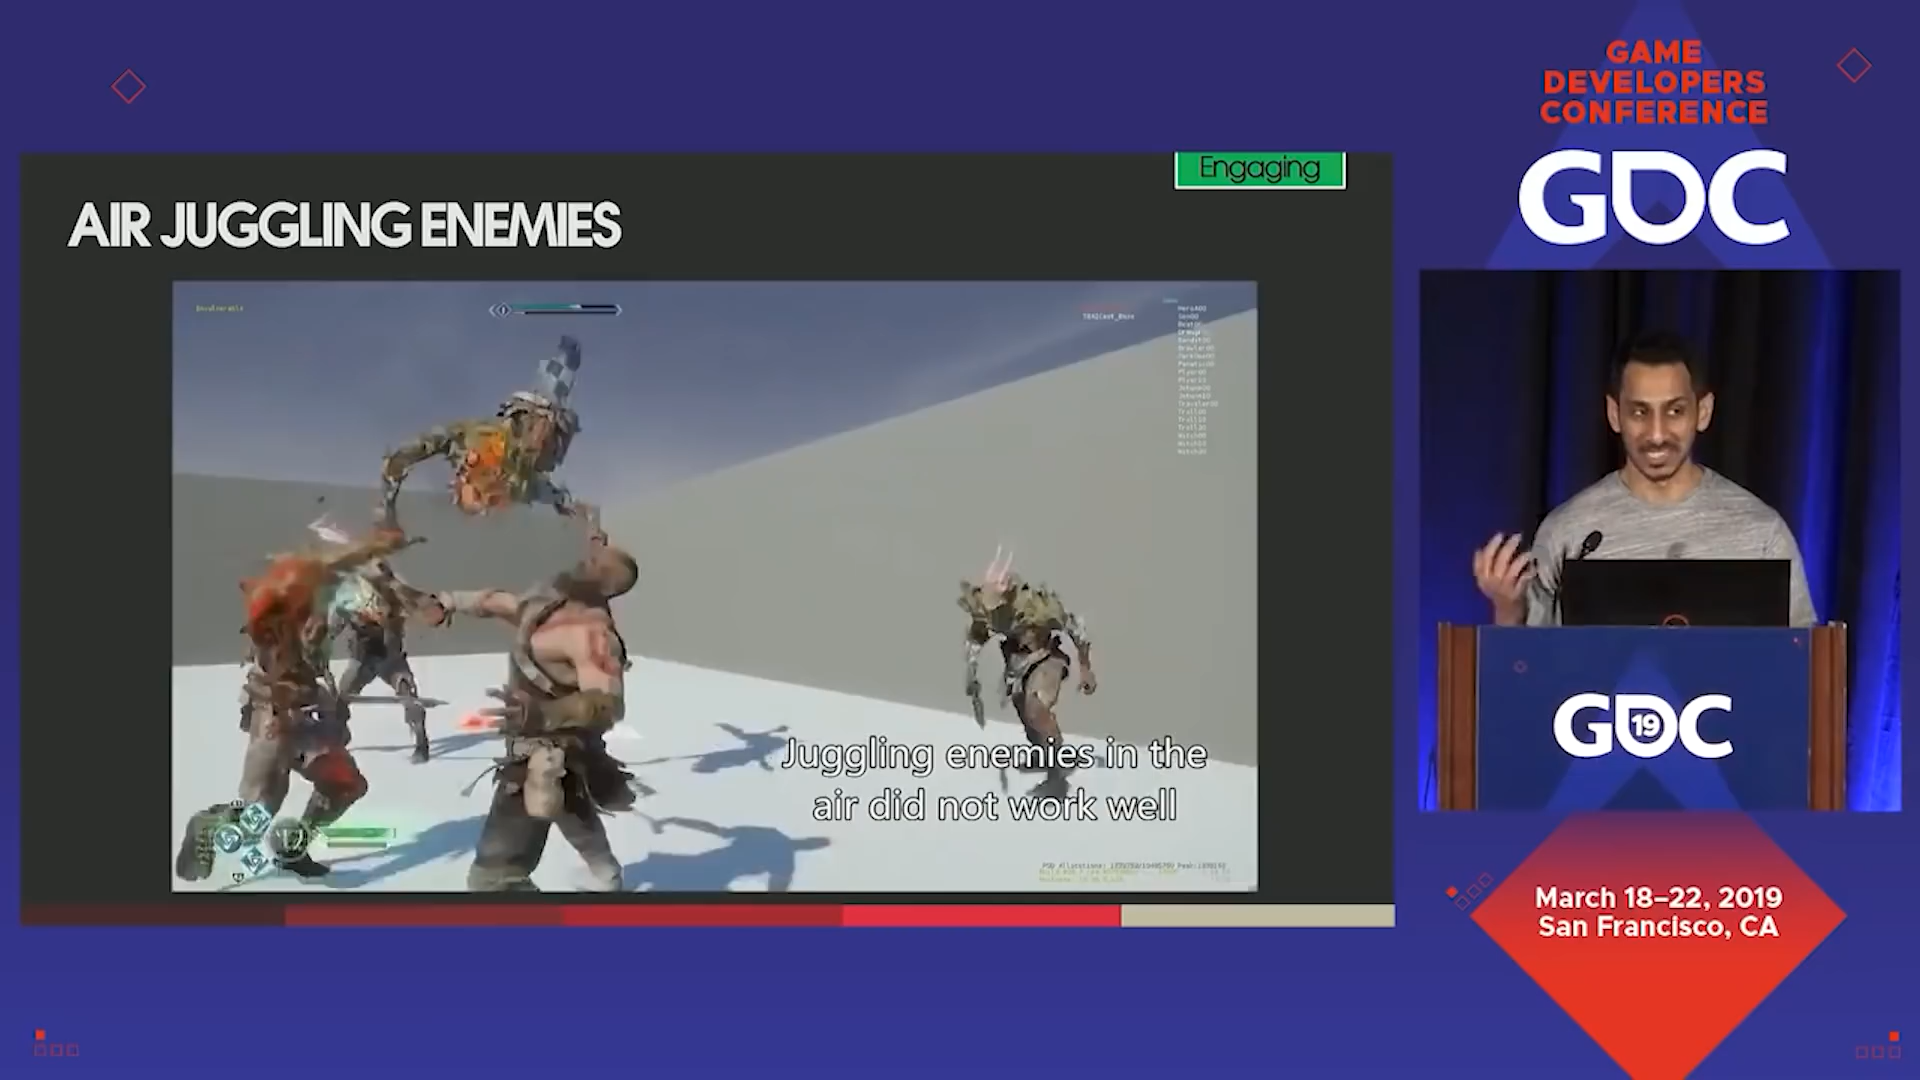 GAME
DEVELOPERS
CONFERENCE
GDC
Engaging
AIR JUGGLING ENEMIES
Juggling enemies in the
air did not work well
GDC
19
March 18–22, 2019
San Francisco, CA